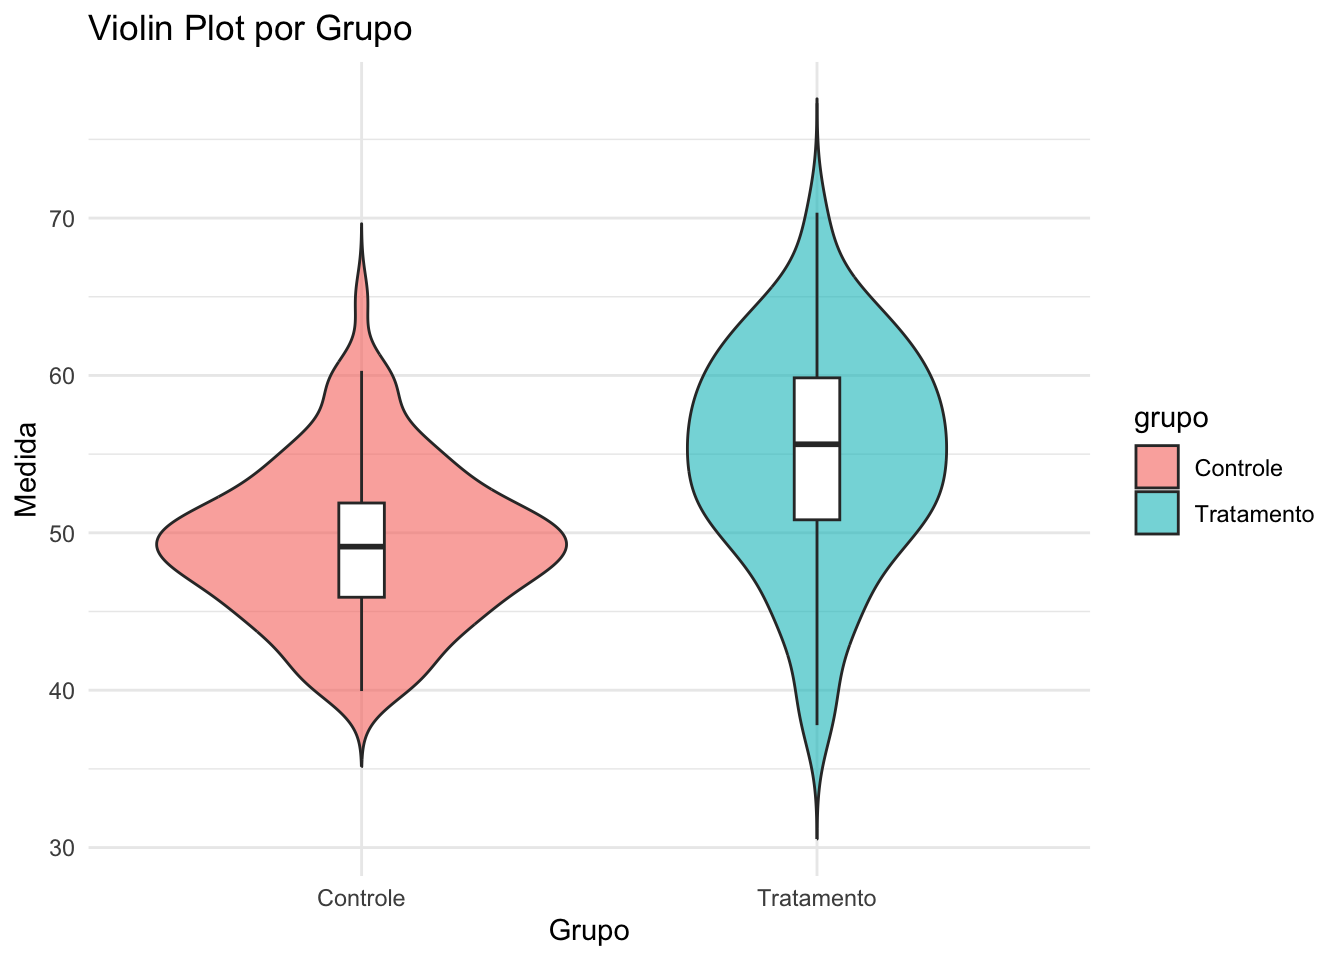 Violin Plot por Grupo
Medida
70
60
50
40
30
Controle
Tratamento
Grupo
grupo
Controle
Tratamento